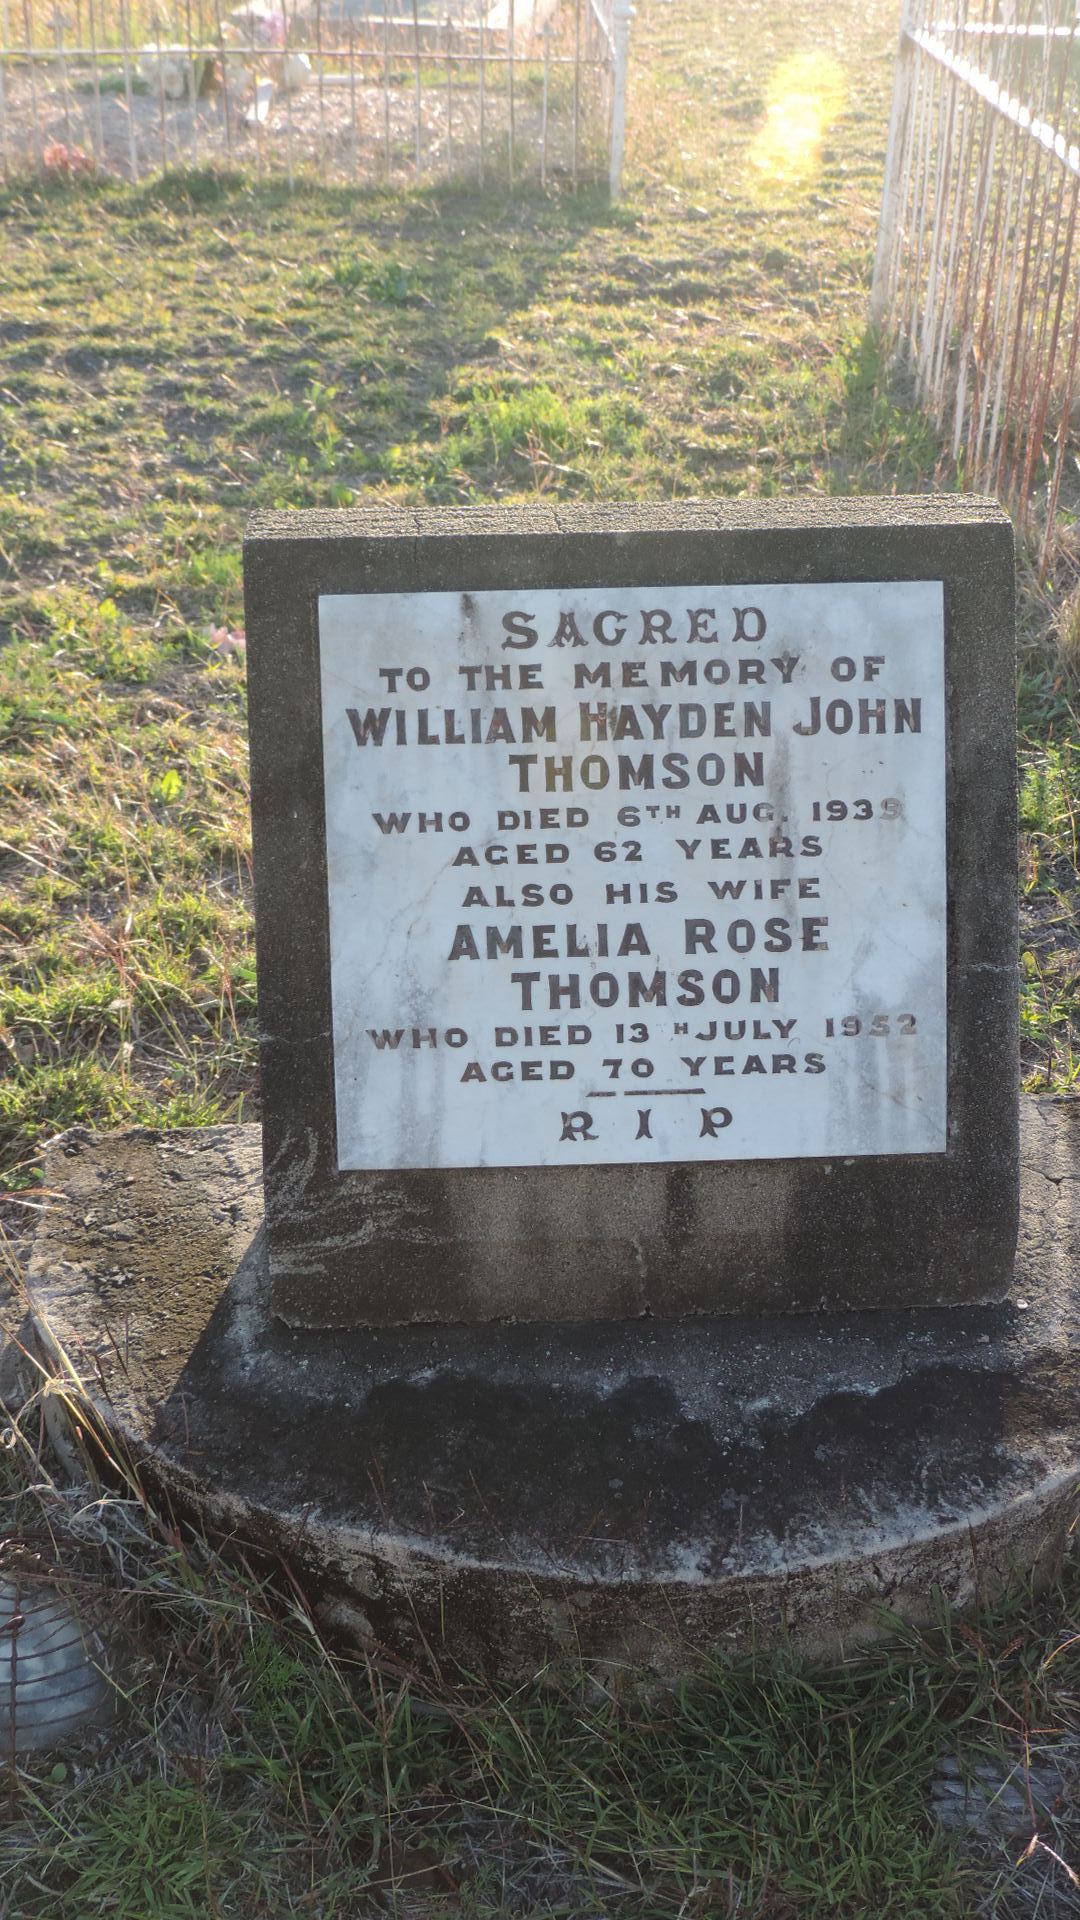 SACRED
TO THE MEMORY OF
WILLIAM HAYDEN JOHN
THOMSON
WHO DIED 6TH AUG. 1939
AGED 62 YEARS
ALSO HIS WIFE
AMELIA ROSE
THOMSON
WHO DIED 13 H JULY 1952
AGED 70 YEARS
R I P